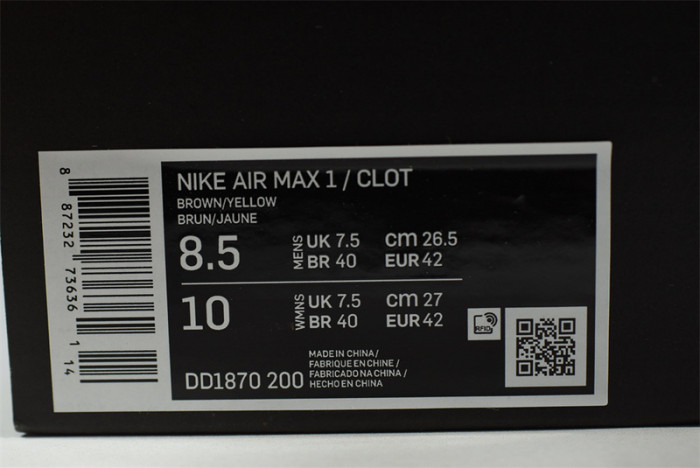 NIKE AIR MAX 1 / CLOT
BROWN/YELLOW
BRUN/JAUNE
8.5 MENS UK 7.5 cm 26.5
BR 40 EUR 42
10 WMNS UK 7.5 cm 27
BR 40 EUR 42
RFID
DD1870 200
MADE IN CHINA /
FABRIQUE EN CHINE /
FABRICADO NA CHINA /
HECHO EN CHINA
8 87232 73636 1 14